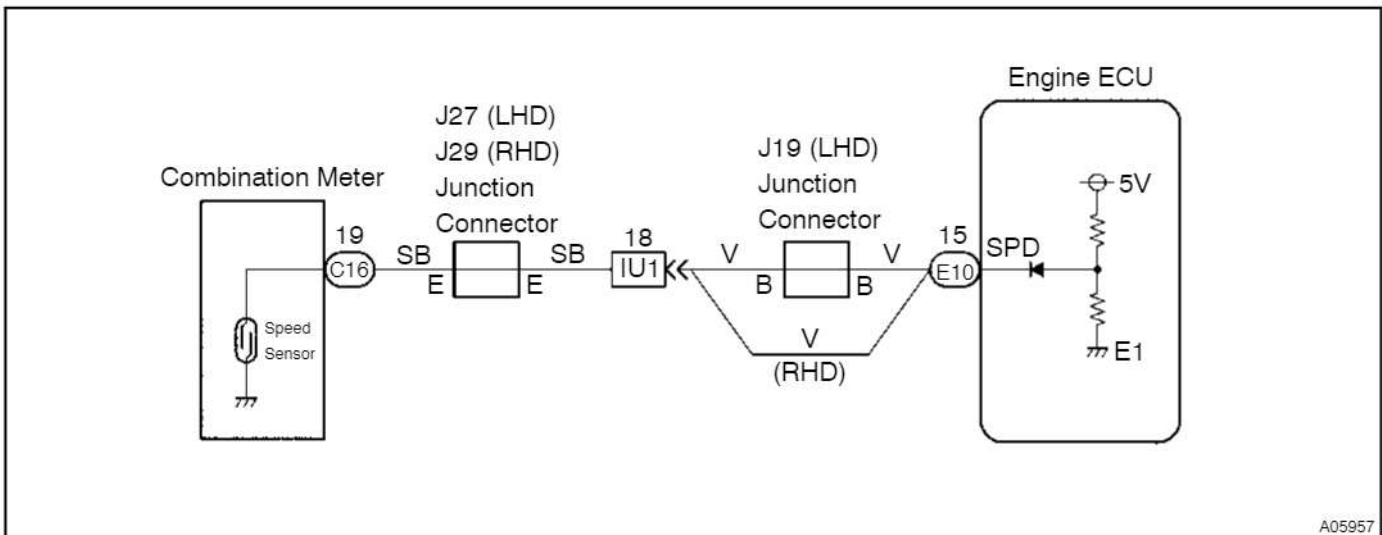 Engine ECU
J27 (LHD)
J29 (RHD)
Junction
Connector
J19 (LHD)
Junction
Connector
Combination Meter
5V
19
C16
SB
E
E
SB
18
IU1
V
B
B
V
15
E10
SPD
Speed
Sensor
V
(RHD)
E1
A05957